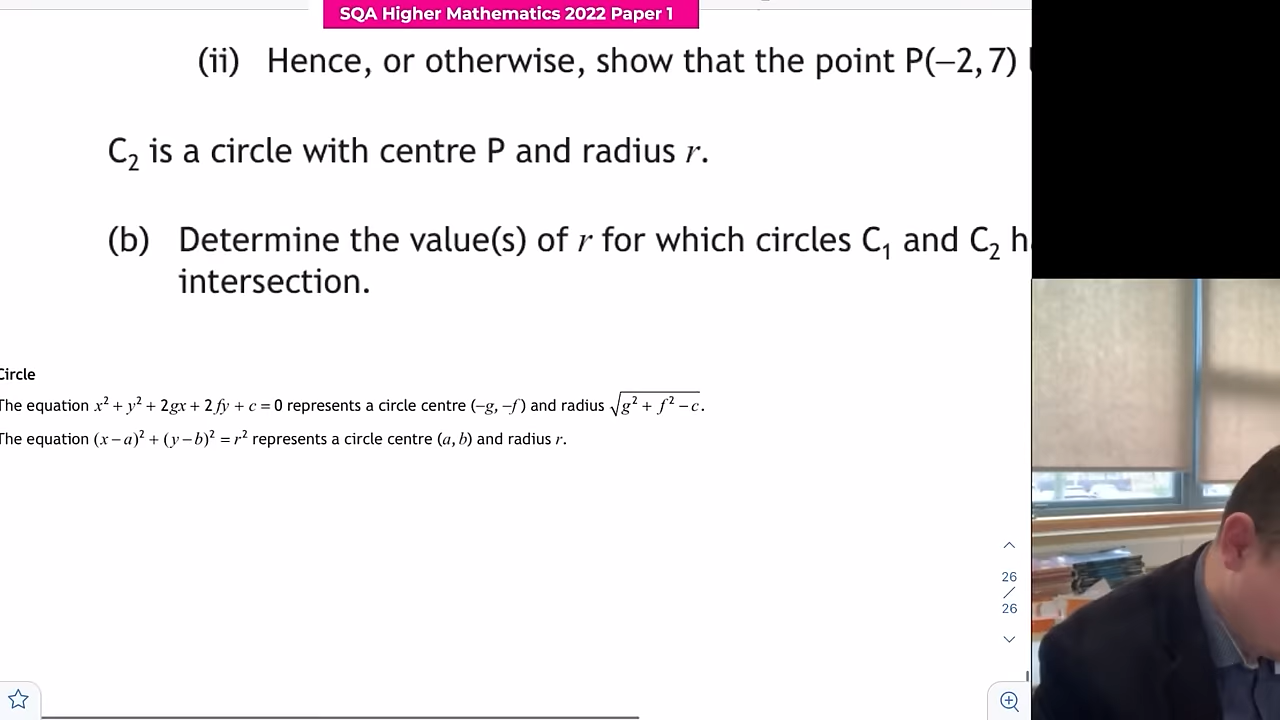 SQA Higher Mathematics 2022 Paper 1
(ii) Hence, or otherwise, show that the point P(−2,7)
C₂ is a circle with centre P and radius r.
(b) Determine the value(s) of r for which circles C₁ and C₂ h
intersection.
Circle
The equation x² + y² + 2gx + 2fy + c = 0 represents a circle centre (−g, −f) and radius √(g² + f² − c).
The equation (x − a)² + (y − b)² = r² represents a circle centre (a, b) and radius r.
26
/
26